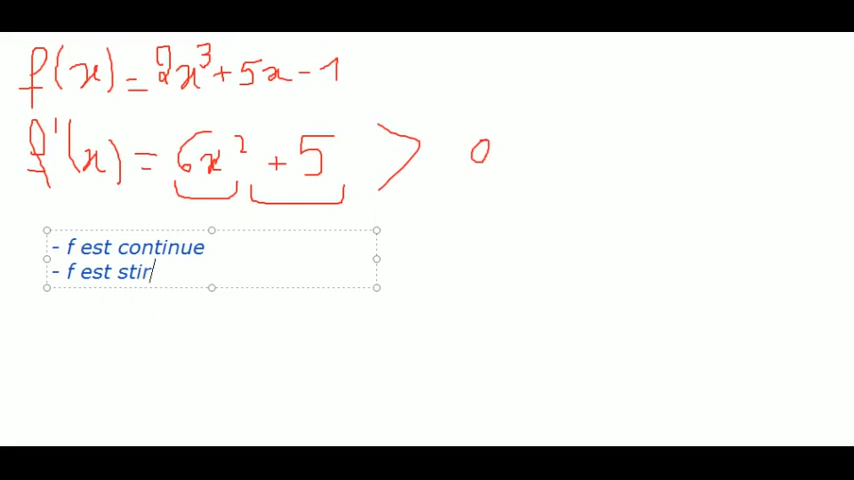 f(x) = 2x³ + 5x - 1
f'(x) = 6x² + 5 > 0
- f est continue
- f est stir